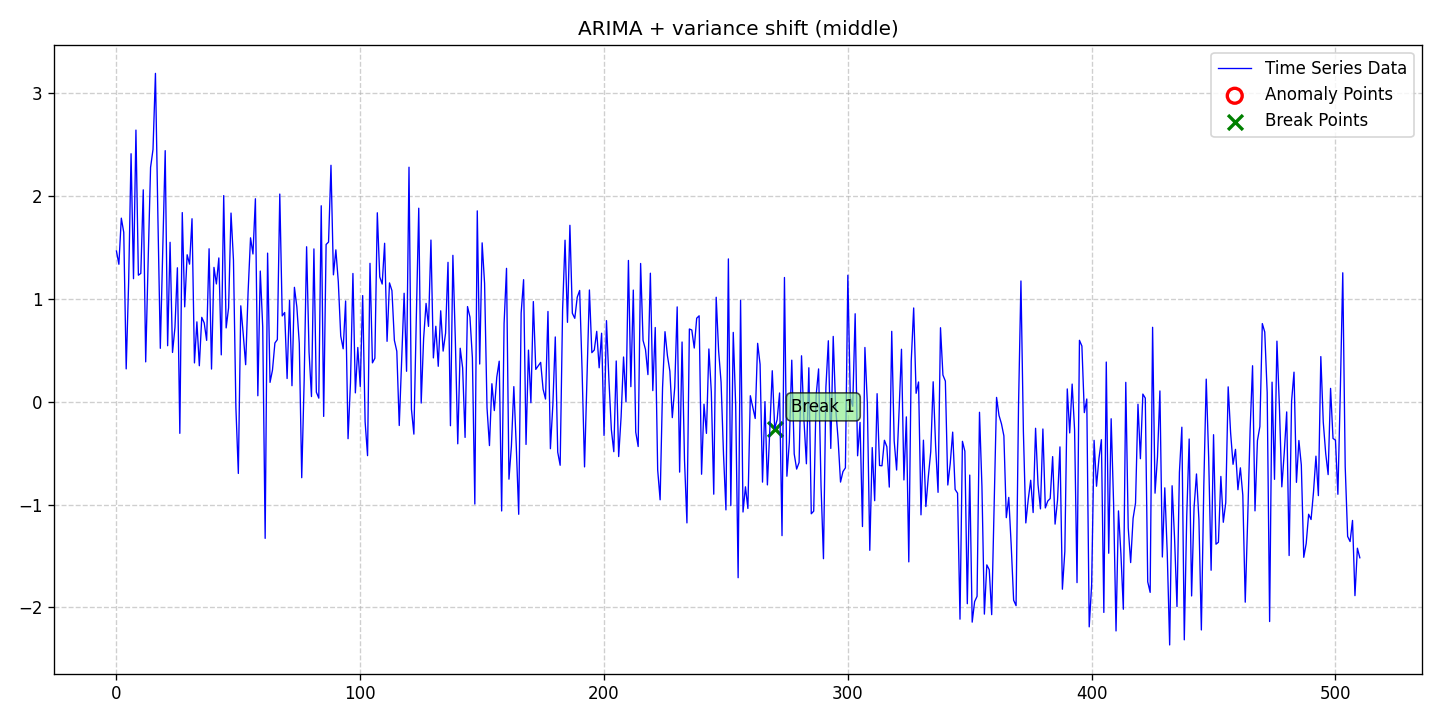 ARIMA + variance shift (middle)
Time Series Data
Anomaly Points
Break Points
3
2
1
0
−1
−2
Break 1
0
100
200
300
400
500